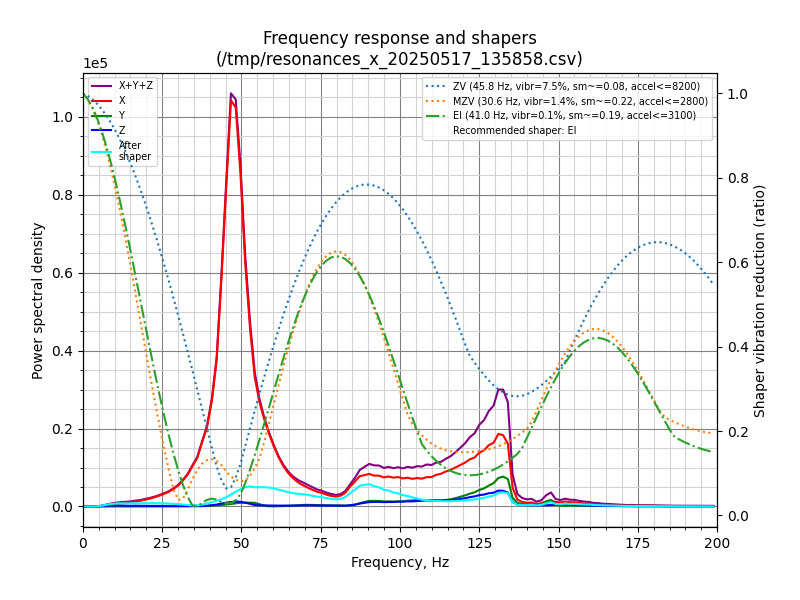 Frequency response and shapers
(/tmp/resonances_x_20250517_135858.csv)
1e5
X+Y+Z
X
Y
Z
After
shaper
ZV (45.8 Hz, vibr=7.5%, sm~=0.08, accel<=8200)
MZV (30.6 Hz, vibr=1.4%, sm~=0.22, accel<=2800)
EI (41.0 Hz, vibr=0.1%, sm~=0.19, accel<=3100)
Recommended shaper: EI
Power spectral density
1.0
0.8
0.6
0.4
0.2
0.0
1.0
0.8
0.6
0.4
0.2
0.0
Shaper vibration reduction (ratio)
0 25 50 75 100 125 150 175 200
Frequency, Hz